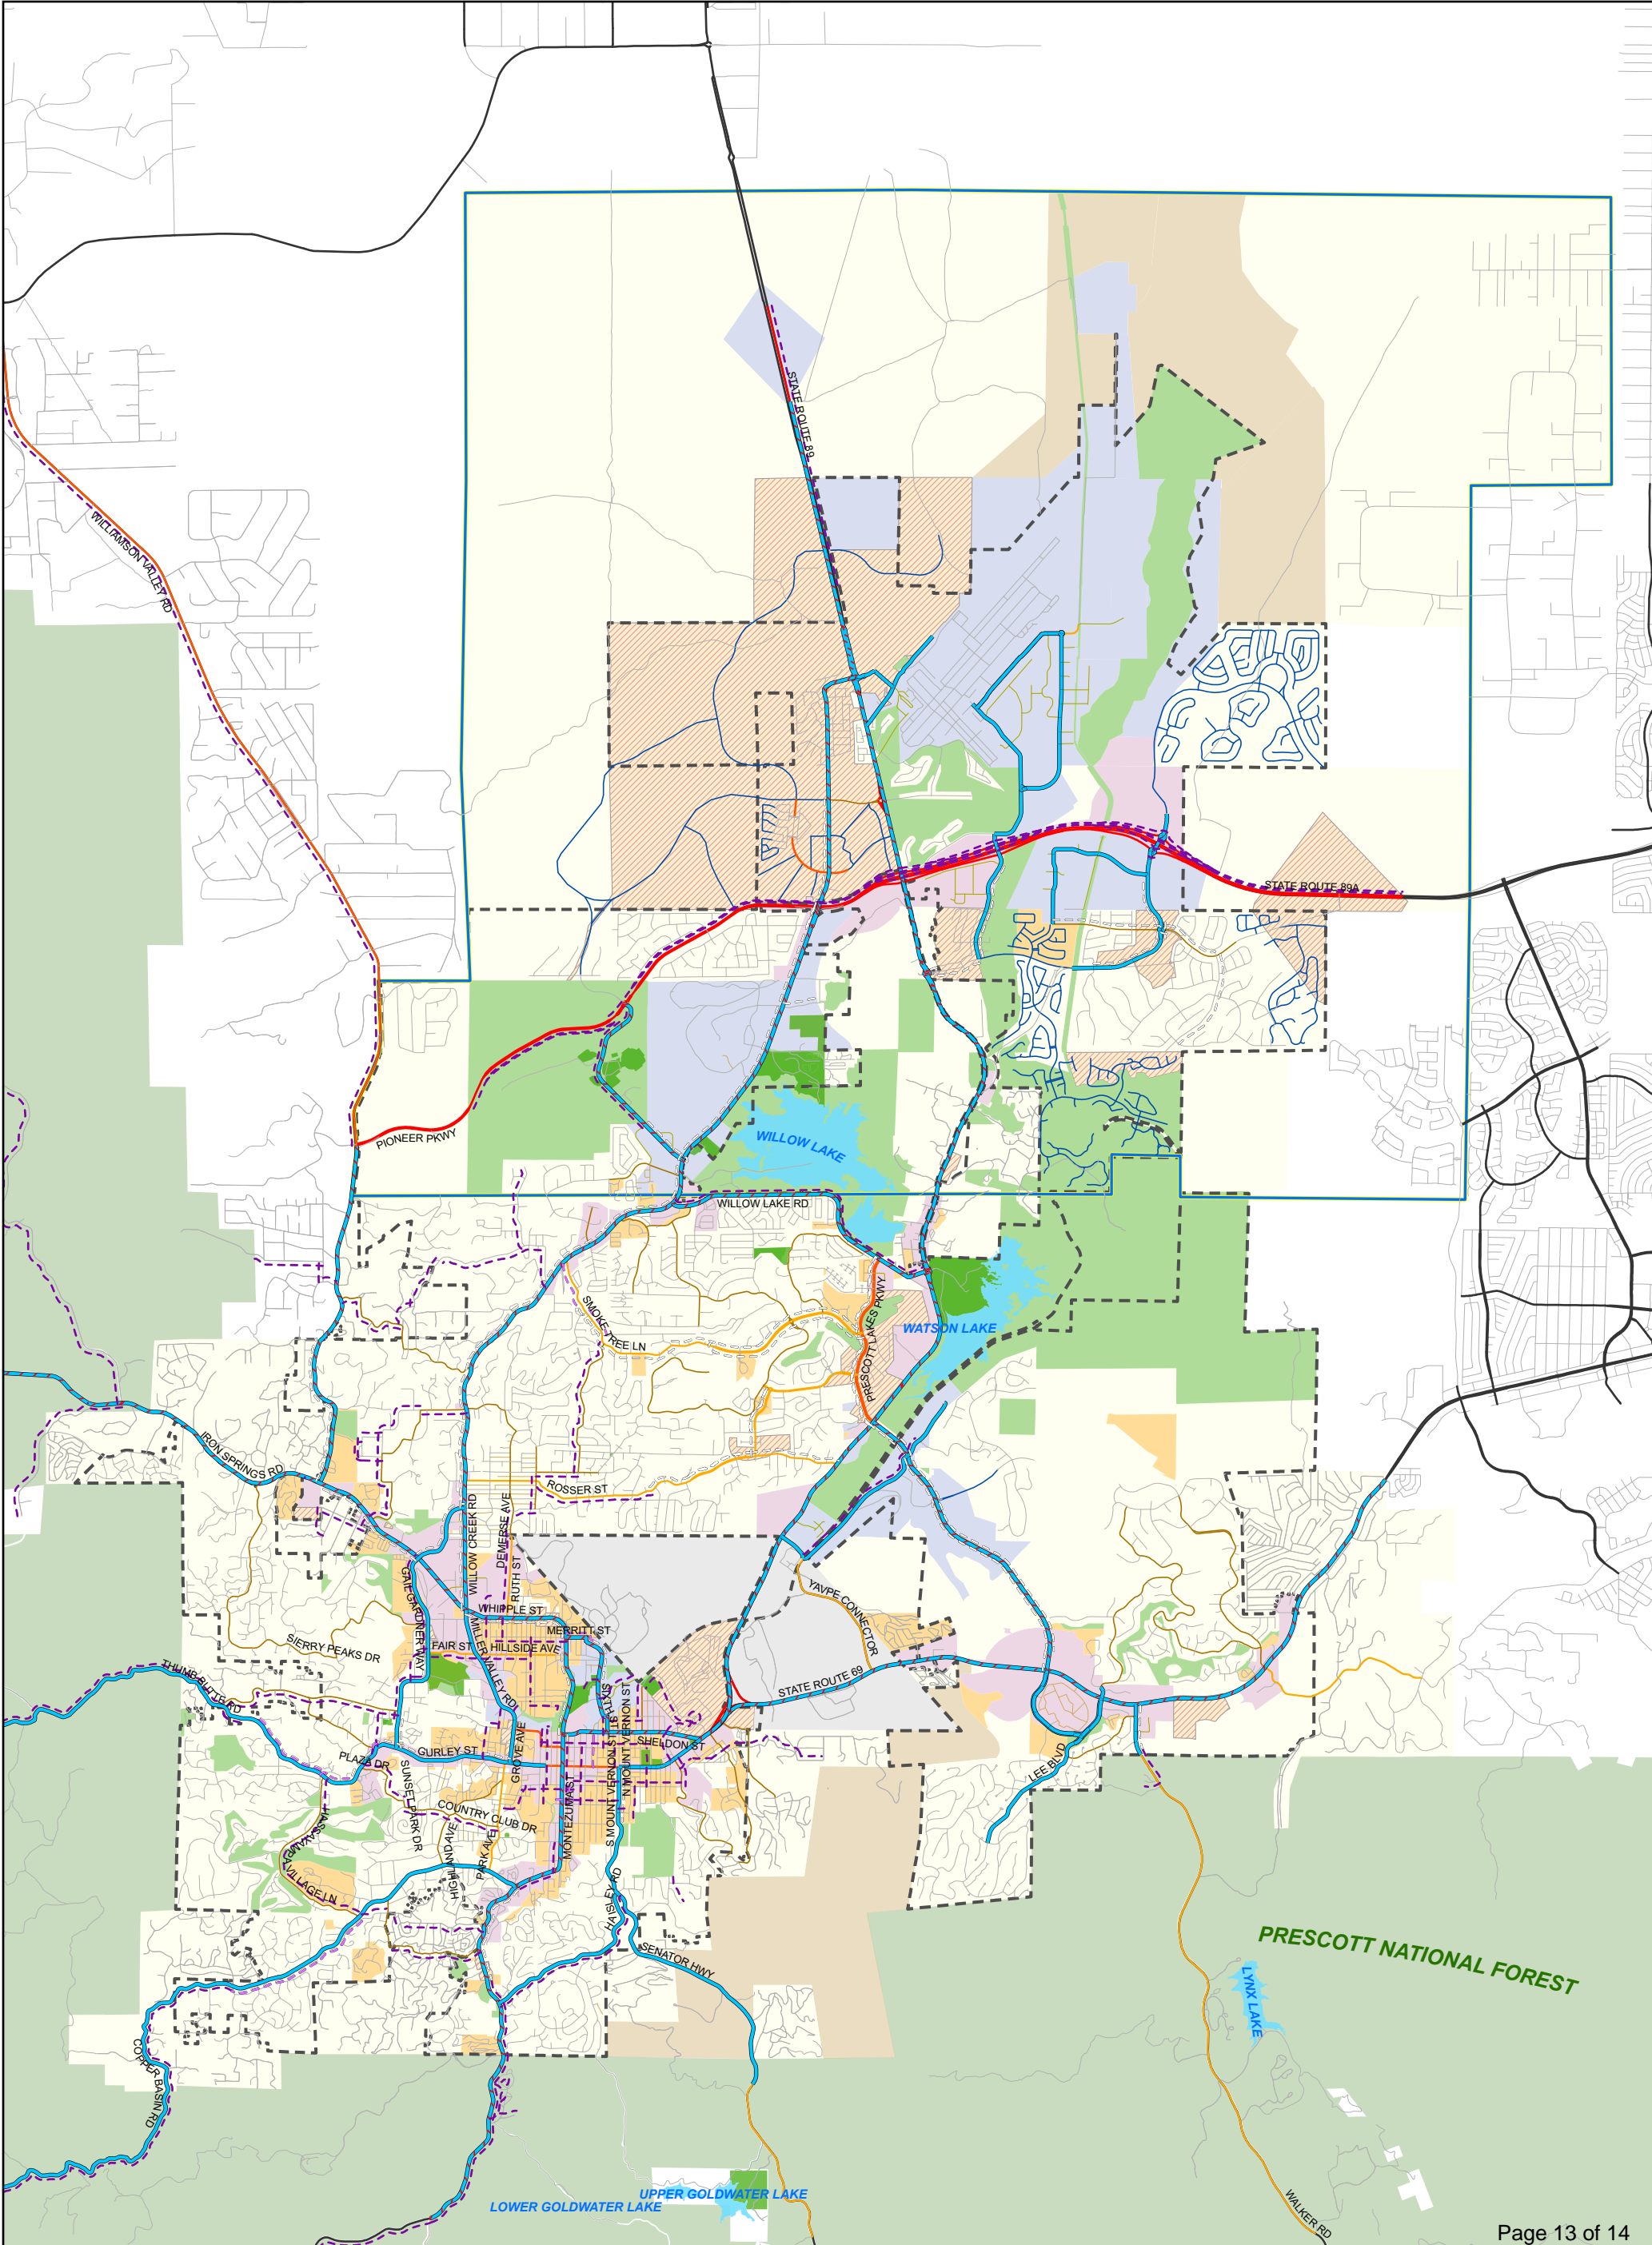 STATE ROUTE 89
WILLIAMSON VALLEY RD
STATE ROUTE 89A
PIONEER PKWY
WILLOW LAKE
WILLOW LAKE RD
SMOKE TREE LN
PRESCOTT LAKES PKWY
WATSON LAKE
IRON SPRINGS RD
ROSSER ST
WILLOW CREEK RD
DEMERSE AVE
RUTH ST
GAIL GARDNER WAY
WHIPPLE ST
YAVPE CONNECTOR
MERRITT ST
SIERRY PEAKS DR
FAIR ST
HILLSIDE AVE
MILLER VALLEY RD
THUMB BUTTE RD
STATE ROUTE 69
SIXTH ST
N MOUNT VERNON ST
SHELDON ST
PLAZA DR
GURLEY ST
GROVE AVE
LEE BLVD
SUNSET PARK DR
MONTEZUMA ST
S MOUNT VERNON ST
COUNTRY CLUB DR
HASSAYAMPA VILLAGE LN
HIGHLAND AVE
PARK AVE
HAISLEY RD
SENATOR HWY
PRESCOTT NATIONAL FOREST
LYNX LAKE
COPPER BASIN RD
UPPER GOLDWATER LAKE
LOWER GOLDWATER LAKE
WALKER RD
Page 13 of 14